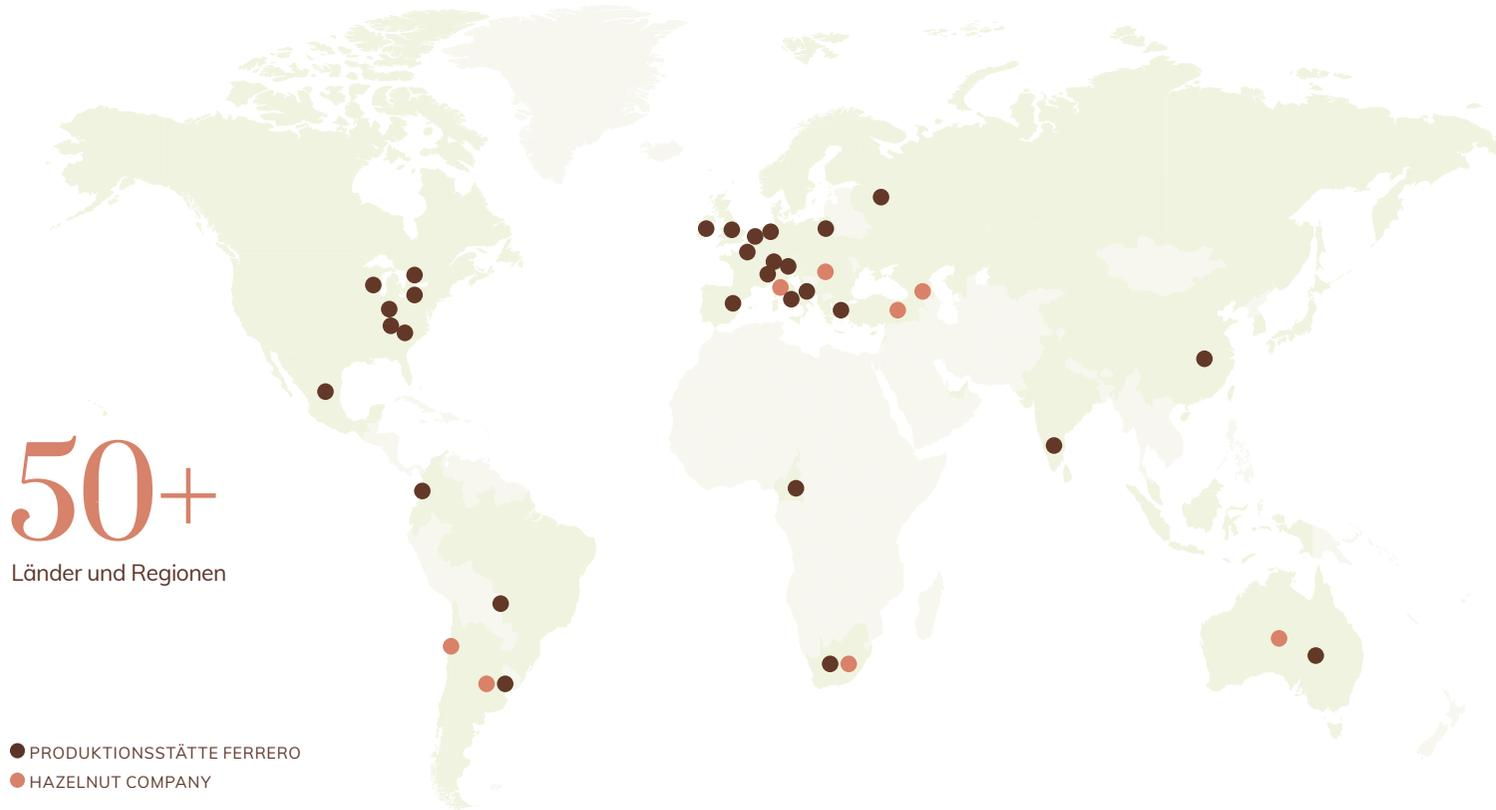 50+
Länder und Regionen
PRODUKTIONSSTÄTTE FERRERO
HAZELNUT COMPANY